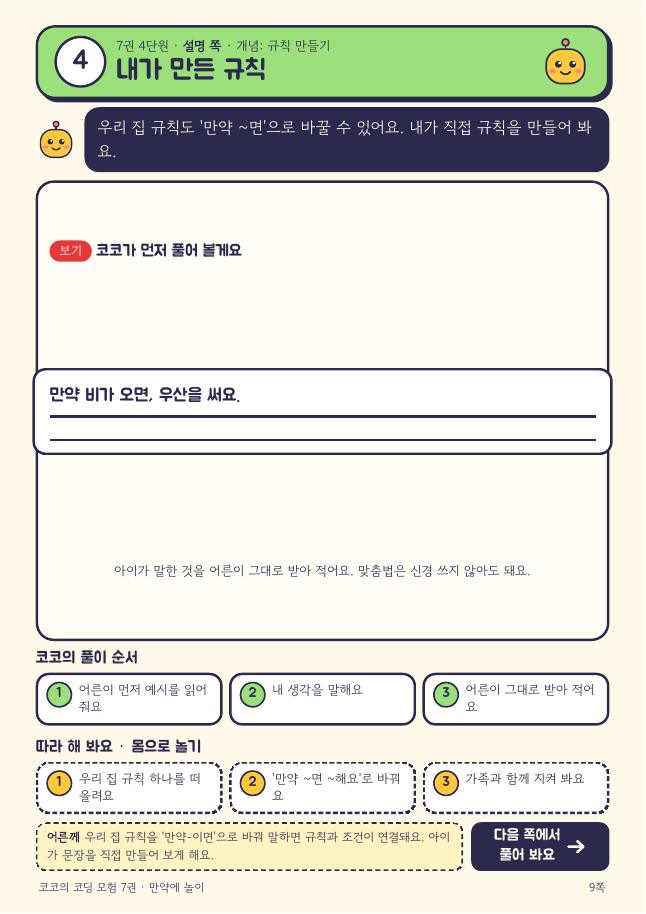 4
7권 4단원 · 설명 쪽 · 개념: 규칙 만들기
내가 만든 규칙
우리 집 규칙도 '만약 ~면'으로 바꿀 수 있어요. 내가 직접 규칙을 만들어 봐
요.
보기 코코가 먼저 풀어 볼게요
만약 비가 오면, 우산을 써요.
아이가 말한 것을 어른이 그대로 받아 적어요. 맞춤법은 신경 쓰지 않아도 돼요.
코코의 풀이 순서
1 어른이 먼저 예시를 읽어
줘요
2 내 생각을 말해요
3 어른이 그대로 받아 적어
요
따라 해 봐요 · 몸으로 놀기
1 우리 집 규칙 하나를 떠
올려요
2 '만약 ~면 ~해요'로 바꿔
요
3 가족과 함께 지켜 봐요
어른께 우리 집 규칙을 '만약-이면'으로 바꿔 말하면 규칙과 조건이 연결돼요. 아이
가 문장을 직접 만들어 보게 해요.
다음 쪽에서
풀어 봐요 →
코코의 코딩 모험 7권 · 만약에 놀이
9쪽